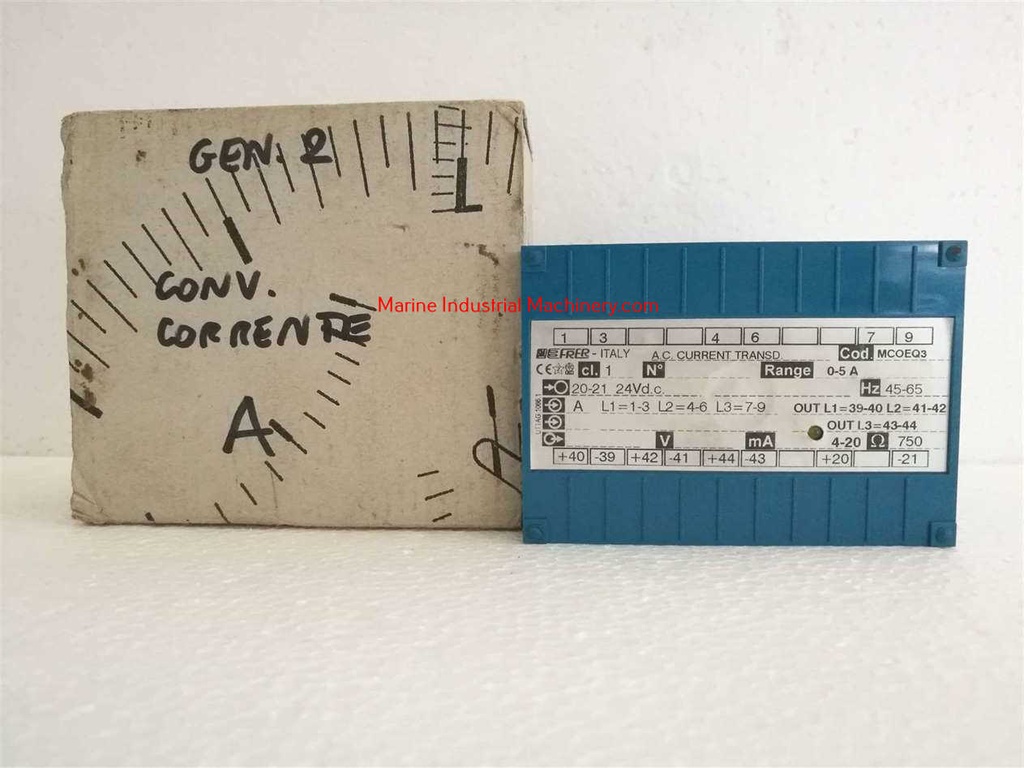 GEN. 2
CONV.
CORRENTE
A
Marine Industrial Machinery.com
1 3 4 6 7 9
FRER - ITALY A.C. CURRENT TRANSD. Cod. MCOEQ3
CE cl. 1 N° Range 0-5 A
20-21 24Vd.c. Hz 45-65
A L1=1-3 L2=4-6 L3=7-9 OUT L1=39-40 L2=41-42
OUT L3=43-44
V mA 4-20 Ω 750
+40 -39 +42 -41 +44 -43 +20 -21